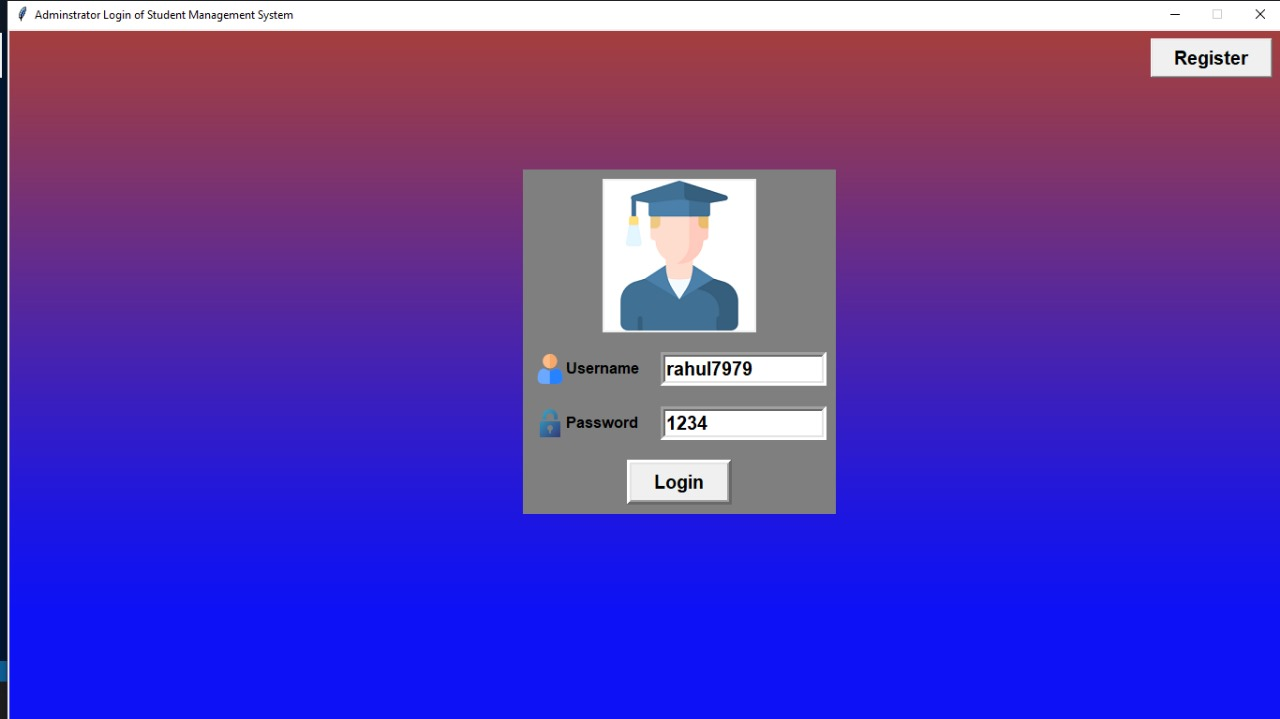 Adminstrator Login of Student Management System
Register
Username rahul7979
Password 1234
Login